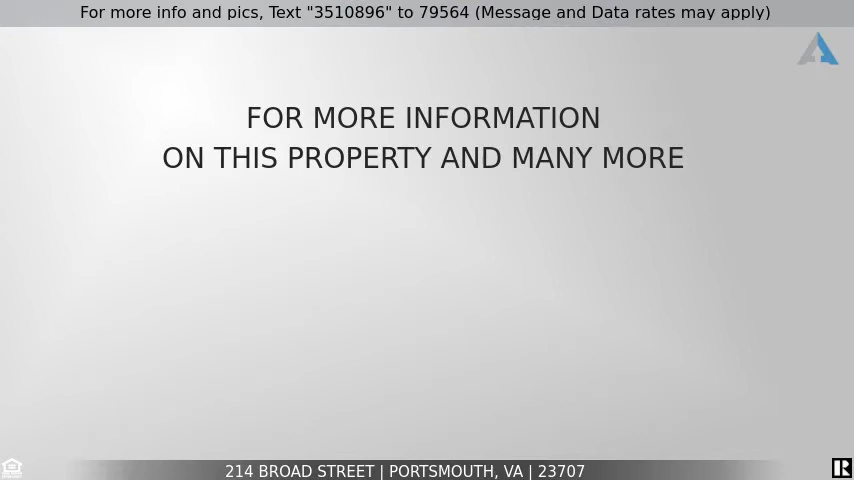 For more info and pics, Text "3510896" to 79564 (Message and Data rates may apply)
FOR MORE INFORMATION
ON THIS PROPERTY AND MANY MORE
214 BROAD STREET | PORTSMOUTH, VA | 23707